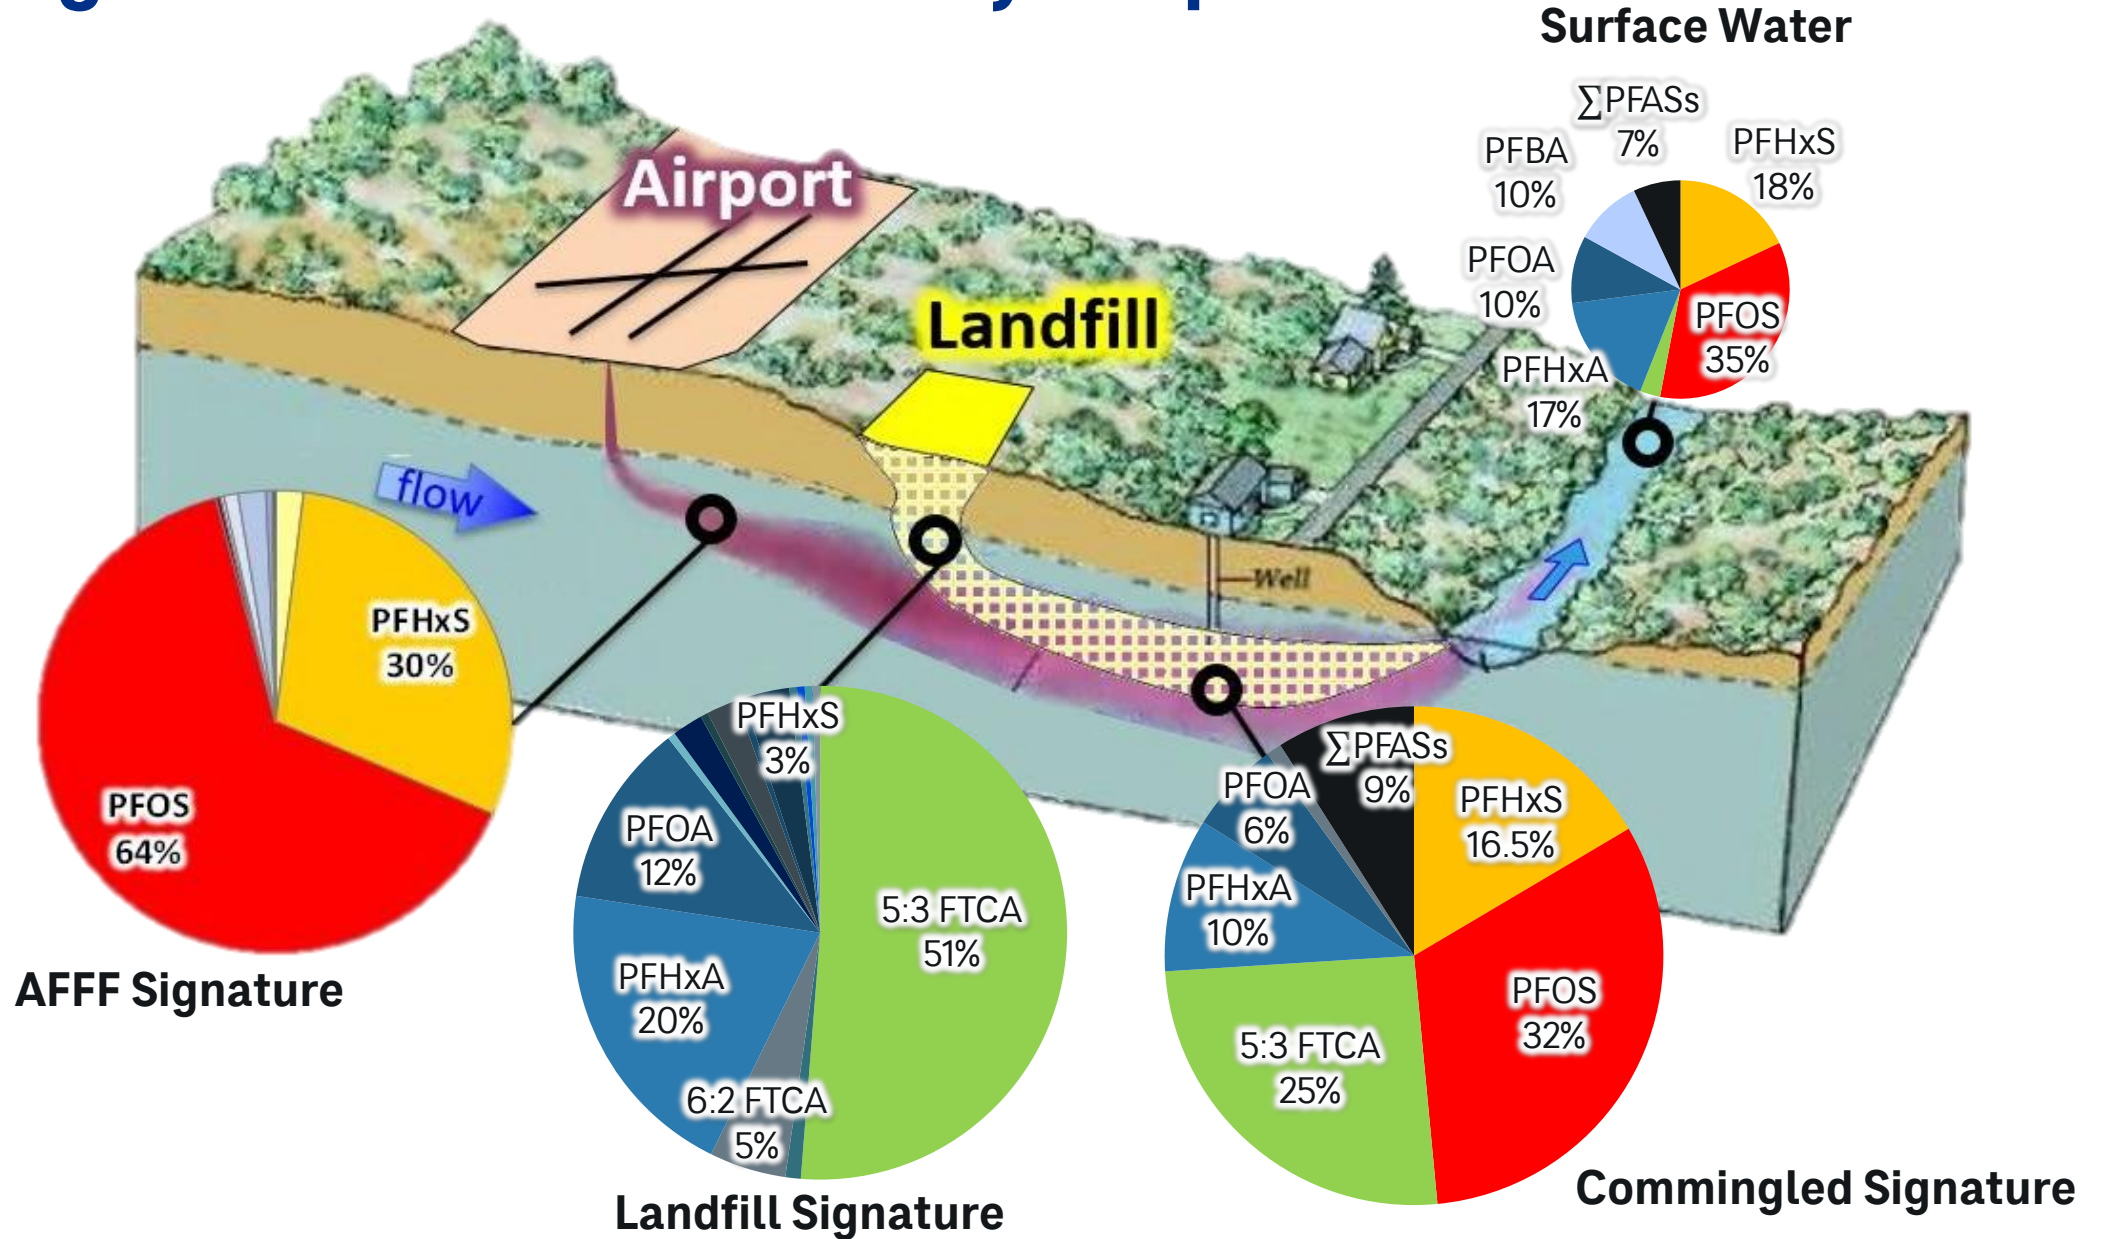 Surface Water
∑PFASs
7%
PFHxS
18%
PFBA
10%
PFOA
10%
PFOS
35%
PFHxA
17%
Airport
Landfill
flow
Well
PFHxS
30%
PFOS
64%
AFFF Signature
PFHxS
3%
PFOA
12%
5:3 FTCA
51%
PFHxA
20%
6:2 FTCA
5%
Landfill Signature
∑PFASs
9%
PFHxS
16.5%
PFOA
6%
PFHxA
10%
PFOS
32%
5:3 FTCA
25%
Commingled Signature